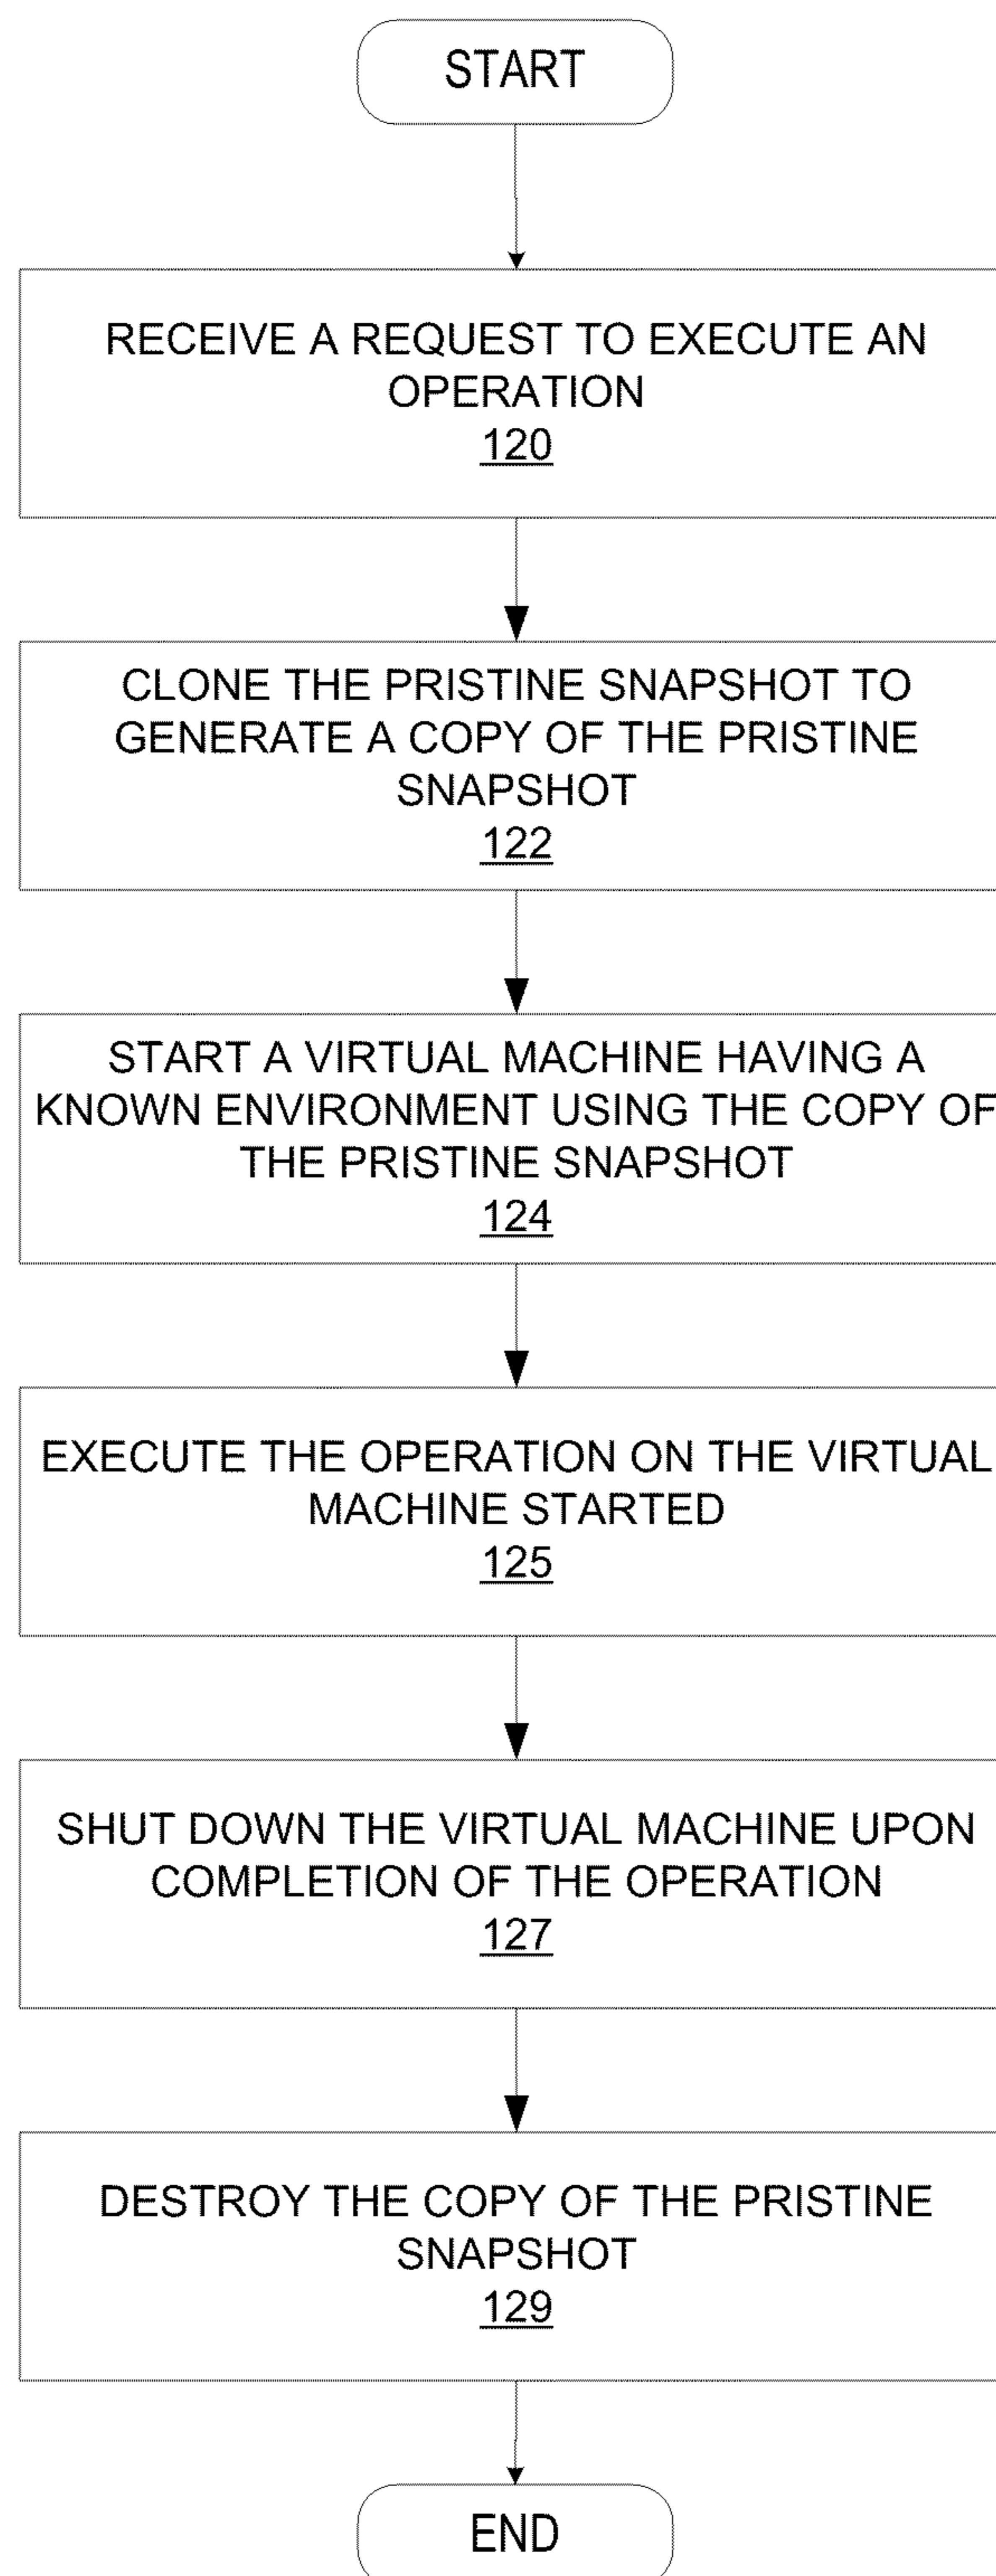 START
RECEIVE A REQUEST TO EXECUTE AN
OPERATION
120
CLONE THE PRISTINE SNAPSHOT TO
GENERATE A COPY OF THE PRISTINE
SNAPSHOT
122
START A VIRTUAL MACHINE HAVING A
KNOWN ENVIRONMENT USING THE COPY OF
THE PRISTINE SNAPSHOT
124
EXECUTE THE OPERATION ON THE VIRTUAL
MACHINE STARTED
125
SHUT DOWN THE VIRTUAL MACHINE UPON
COMPLETION OF THE OPERATION
127
DESTROY THE COPY OF THE PRISTINE
SNAPSHOT
129
END